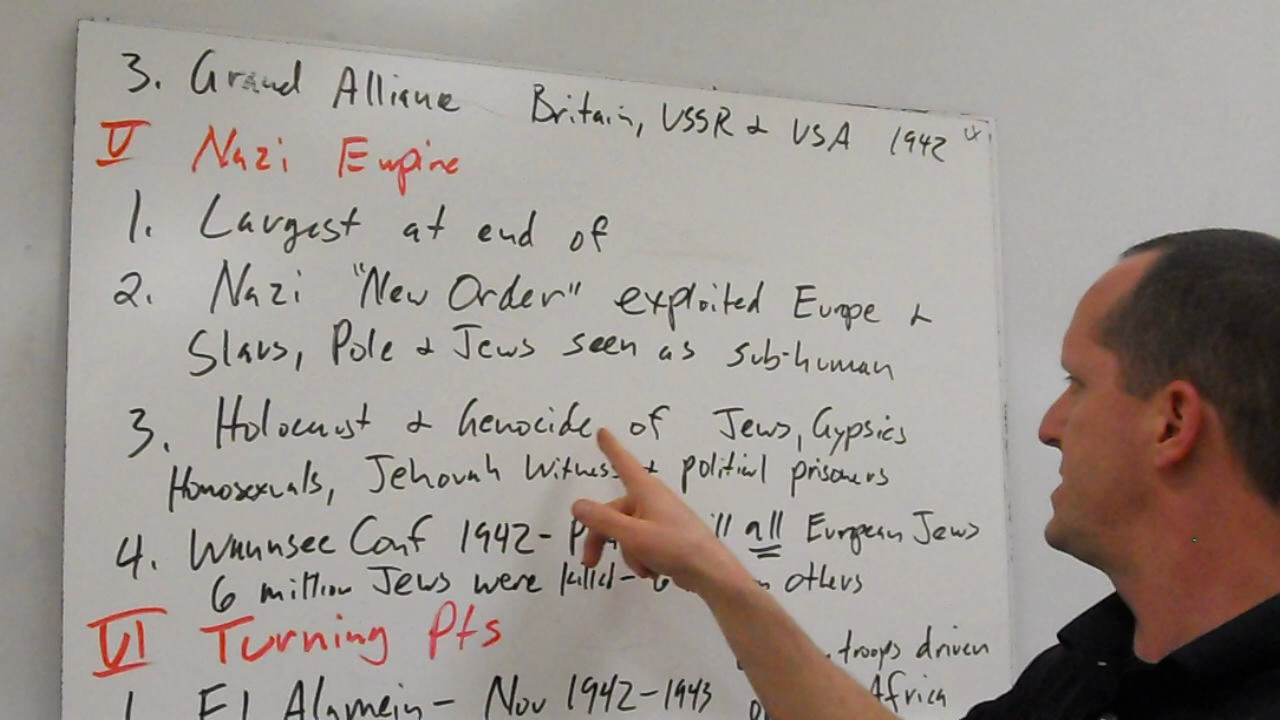 3. Grand Alliance Britain, USSR & USA 1942
V Nazi Empire
1. Largest at end of
2. Nazi "New Order" exploited Europe &
Slavs, Pole & Jews seen as sub-human
3. Holocaust & Genocide of Jews, Gypsies
Homosexuals, Jehovah Witness & political prisoners
4. Wannsee Conf 1942- all European Jews
6 million Jews were killed- others
VI Turning Pts
troops driven
1. El Alamein - Nov 1942-1943 Africa